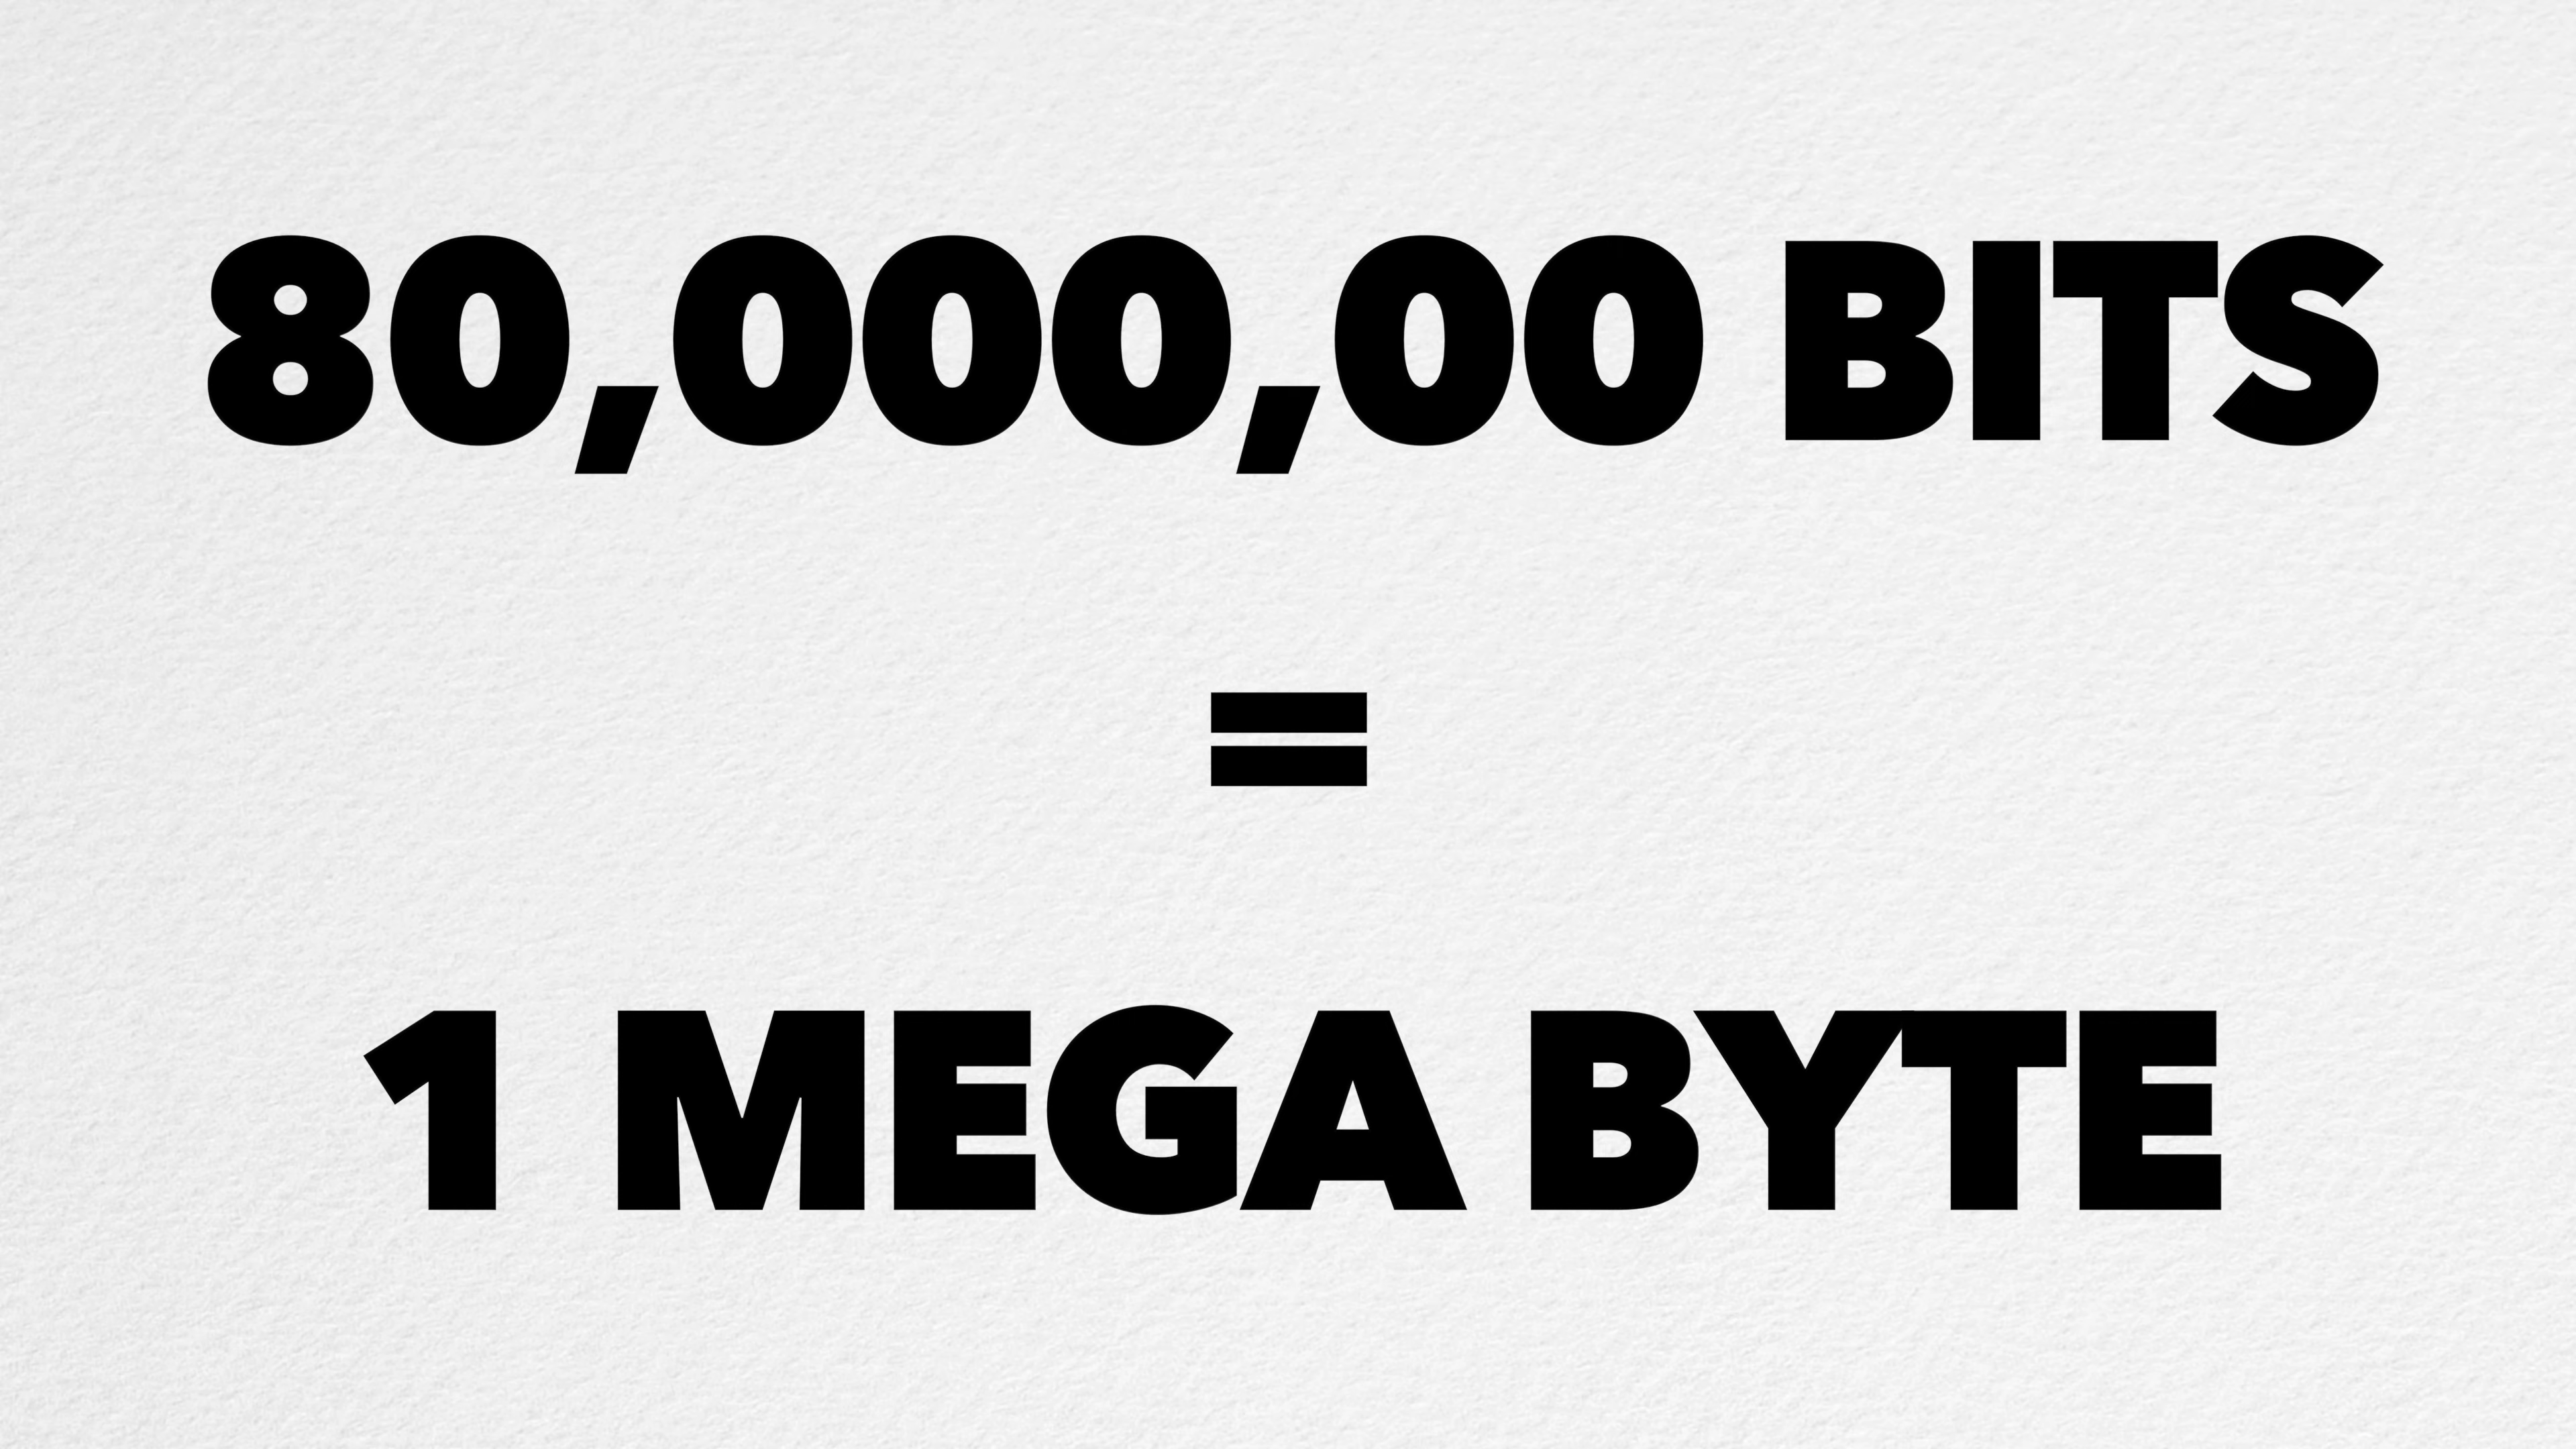 80,000,00 BITS
=
1 MEGA BYTE